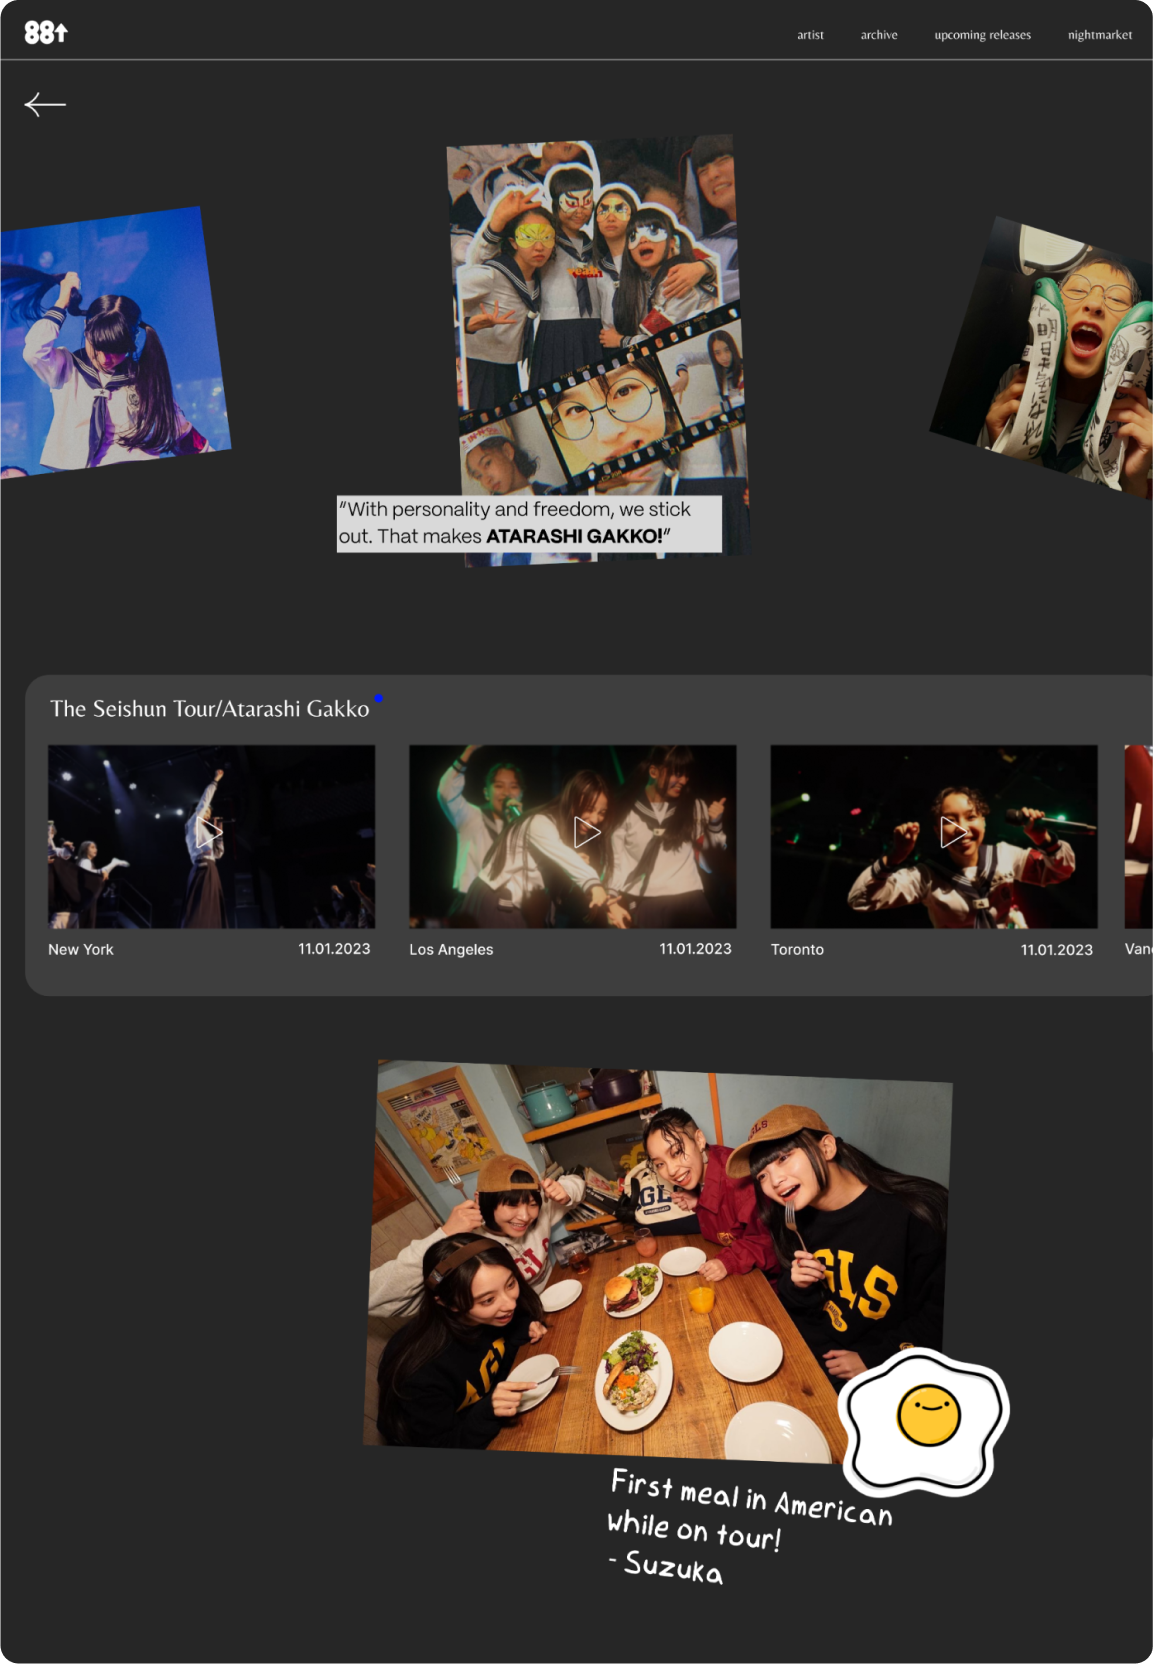 88↑
artist
archive
upcoming releases
nightmarket
"With personality and freedom, we stick
out. That makes ATARASHI GAKKO!"
The Seishun Tour/Atarashi Gakko
New York
11.01.2023
Los Angeles
11.01.2023
Toronto
11.01.2023
GLS
GLS
First meal in American
while on tour!
- Suzuka